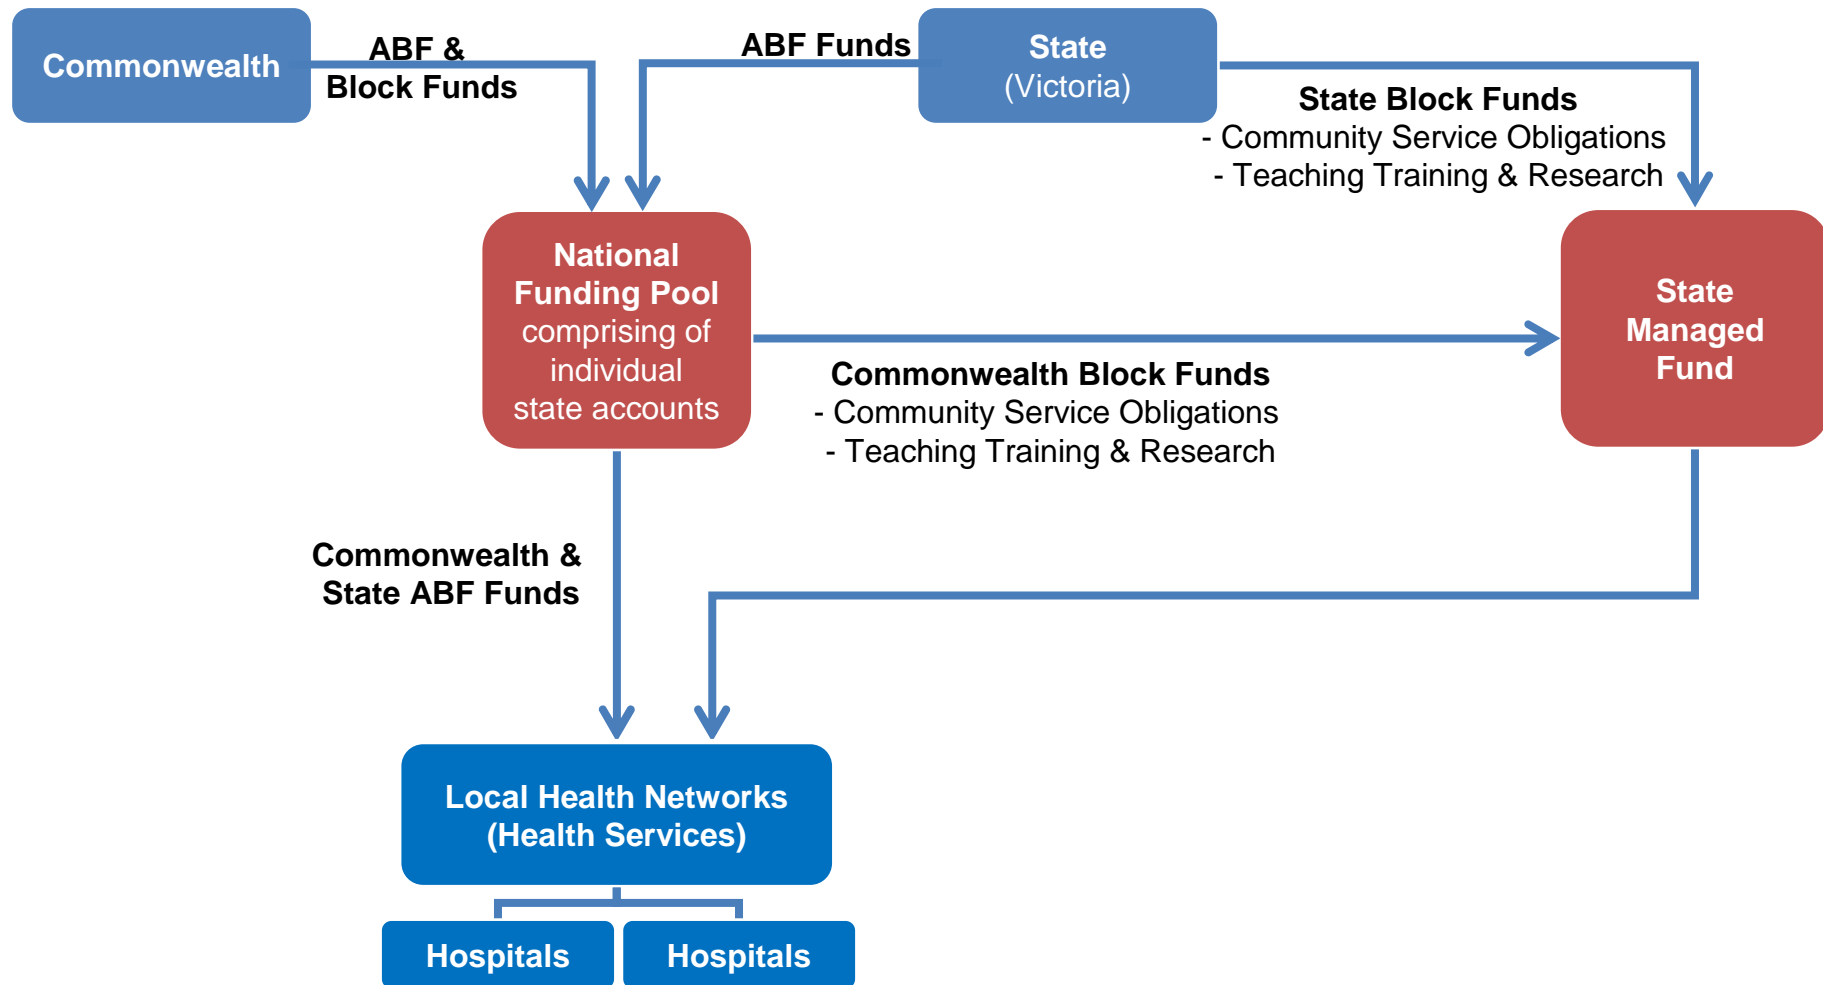 Commonwealth
ABF &
Block Funds
ABF Funds
State
(Victoria)
State Block Funds
- Community Service Obligations
- Teaching Training & Research
National
Funding Pool
comprising of
individual
state accounts
State
Managed
Fund
Commonwealth Block Funds
- Community Service Obligations
- Teaching Training & Research
Commonwealth &
State ABF Funds
Local Health Networks
(Health Services)
Hospitals
Hospitals